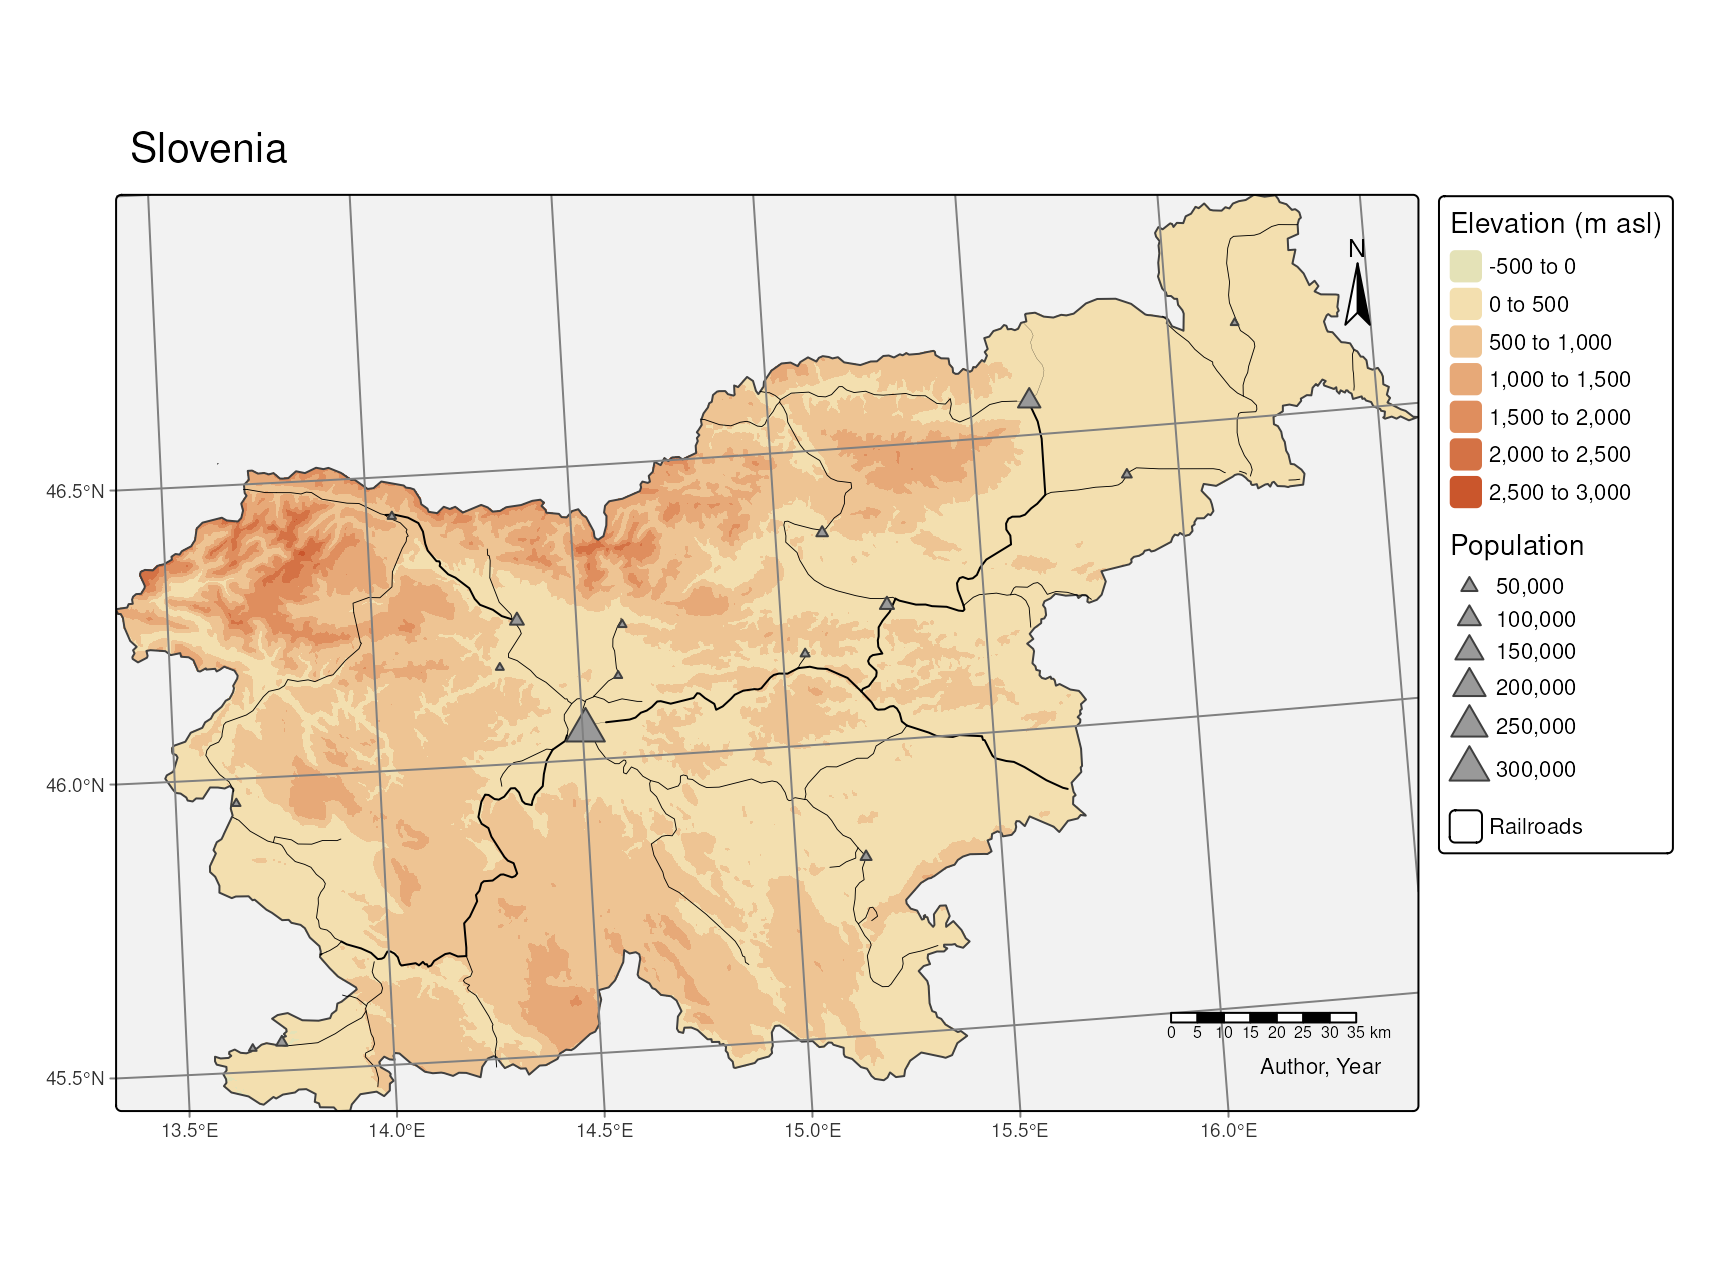 Slovenia
N
46.5°N
46.0°N
45.5°N
13.5°E
14.0°E
14.5°E
15.0°E
15.5°E
16.0°E
0 5 10 15 20 25 30 35 km
Author, Year
Elevation (m asl)
-500 to 0
0 to 500
500 to 1,000
1,000 to 1,500
1,500 to 2,000
2,000 to 2,500
2,500 to 3,000
Population
50,000
100,000
150,000
200,000
250,000
300,000
Railroads